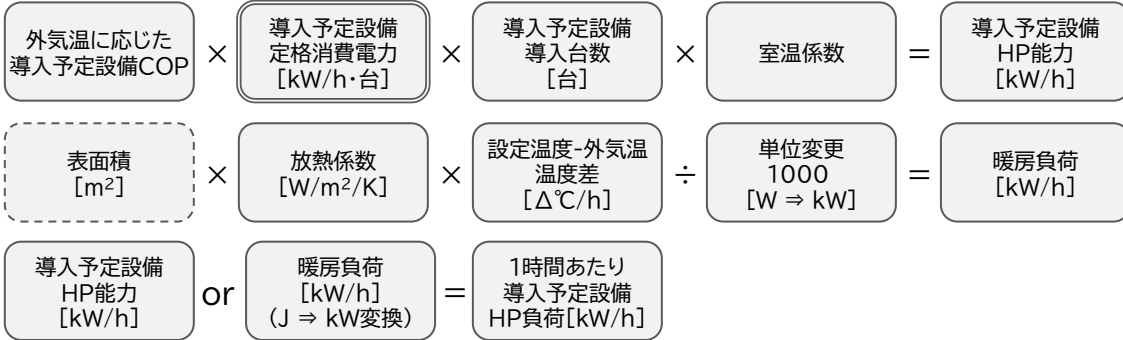 外気温に応じた
導入予定設備COP
×
導入予定設備
定格消費電力
[kW/h・台]
×
導入予定設備
導入台数
[台]
×
室温係数
=
導入予定設備
HP能力
[kW/h]
表面積
[m²]
×
放熱係数
[W/m²/K]
×
設定温度-外気温
温度差
[Δ℃/h]
÷
単位変更
1000
[W ⇒ kW]
=
暖房負荷
[kW/h]
導入予定設備
HP能力
[kW/h]
or
暖房負荷
[kW/h]
(J ⇒ kW変換)
=
1時間あたり
導入予定設備
HP負荷[kW/h]